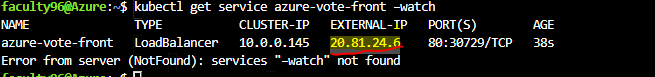 faculty96@Azure:~$ kubectl get service azure-vote-front –watch
NAME TYPE CLUSTER-IP EXTERNAL-IP PORT(S) AGE
azure-vote-front LoadBalancer 10.0.0.145 20.81.24.6 80:30729/TCP 38s
Error from server (NotFound): services "–watch" not found
faculty96@Azure:~$